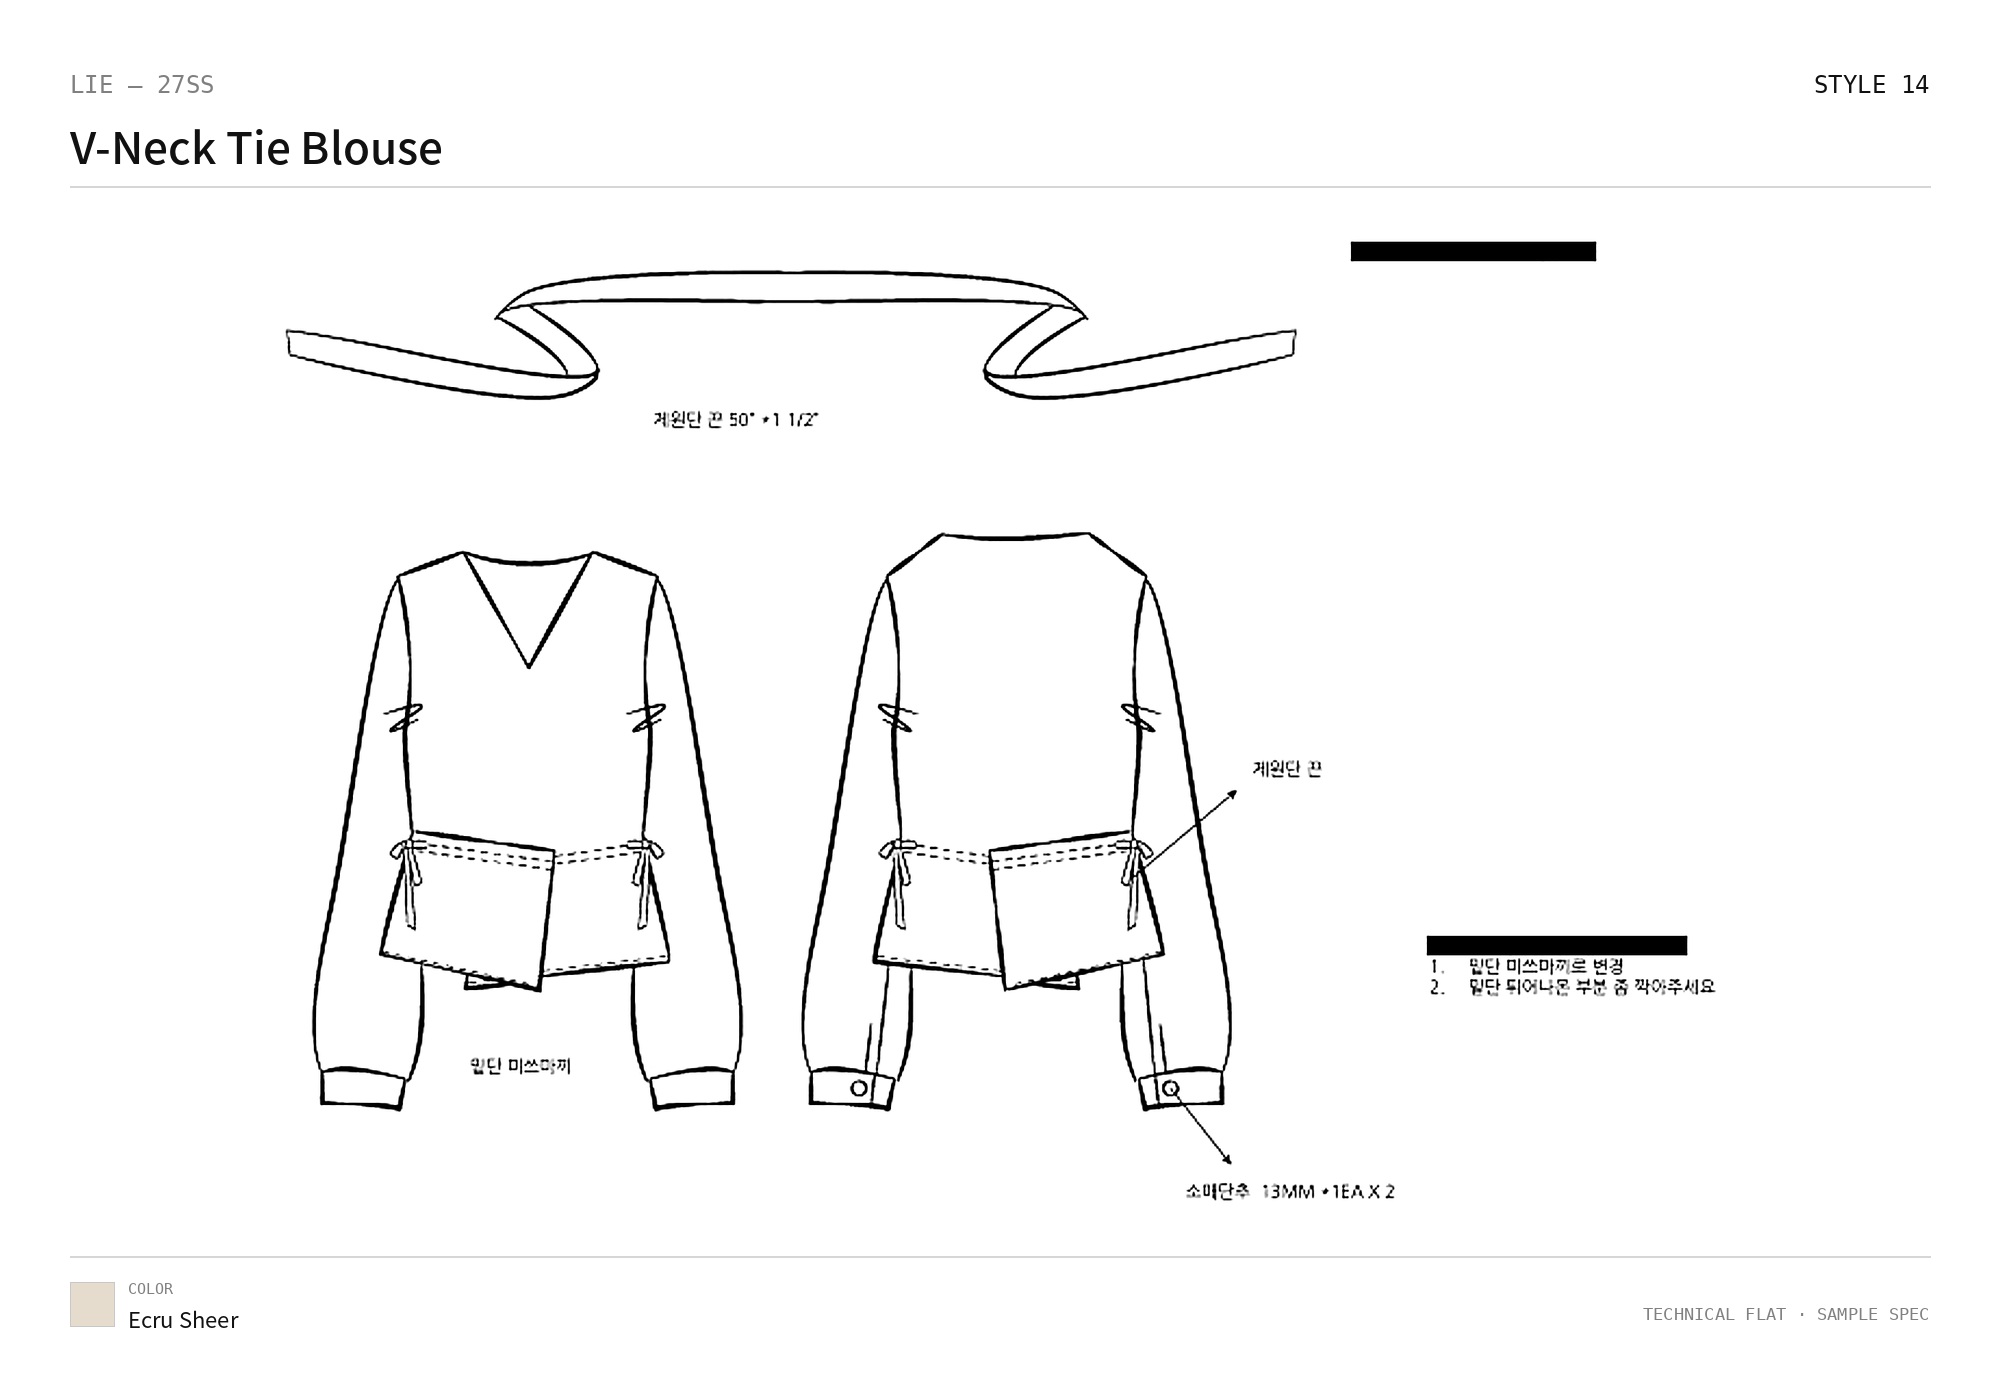 LIE — 27SS
STYLE 14
V-Neck Tie Blouse
제원단 끈 50" *1 1/2"
제원단 끈
1. 밑단 미쓰마끼로 변경
2. 밑단 튀어나온 부분 좀 깍아주세요
밑단 미쓰마끼
소매단추 13MM *1EA X 2
COLOR
Ecru Sheer
TECHNICAL FLAT · SAMPLE SPEC